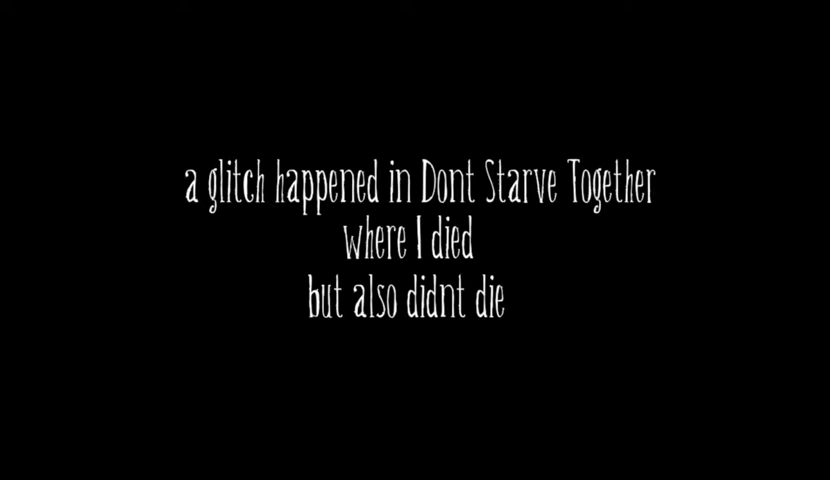 a glitch happened in Dont Starve Together
where I died
but also didnt die